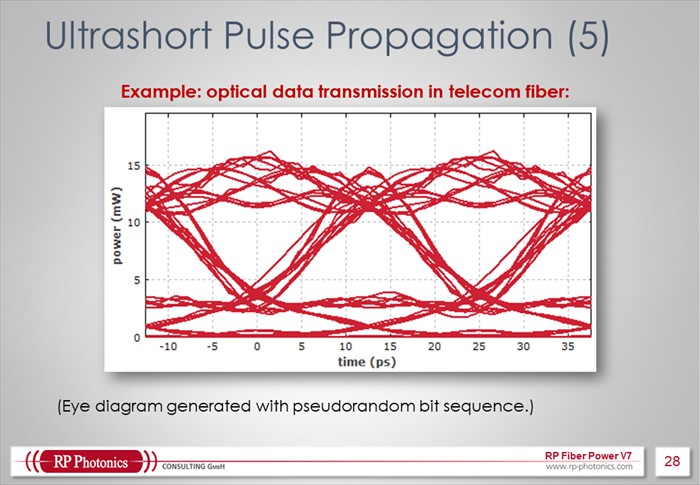 Ultrashort Pulse Propagation (5)
Example: optical data transmission in telecom fiber:
power (mW)
15
10
5
0
-10 -5 0 5 10 15 20 25 30 35
time (ps)
(Eye diagram generated with pseudorandom bit sequence.)
RP Photonics
CONSULTING GmbH
RP Fiber Power V7
www.rp-photonics.com
28